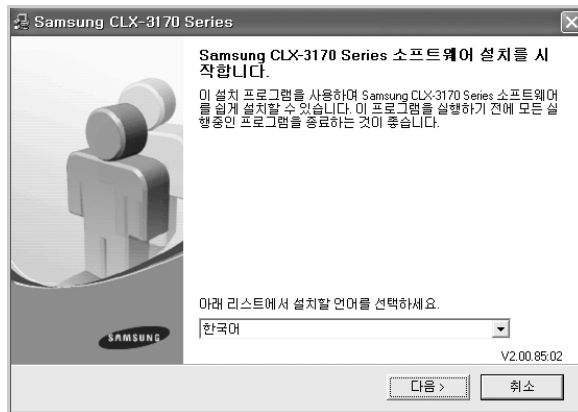 Samsung CLX-3170 Series
Samsung CLX-3170 Series 소프트웨어 설치를 시
작합니다.
이 설치 프로그램을 사용하여 Samsung CLX-3170 Series 소프트웨어
를 쉽게 설치할 수 있습니다. 이 프로그램을 실행하기 전에 모든 실
행중인 프로그램을 종료하는 것이 좋습니다.
아래 리스트에서 설치할 언어를 선택하세요.
한국어
SAMSUNG
V2.00.85:02
다음 >
취소